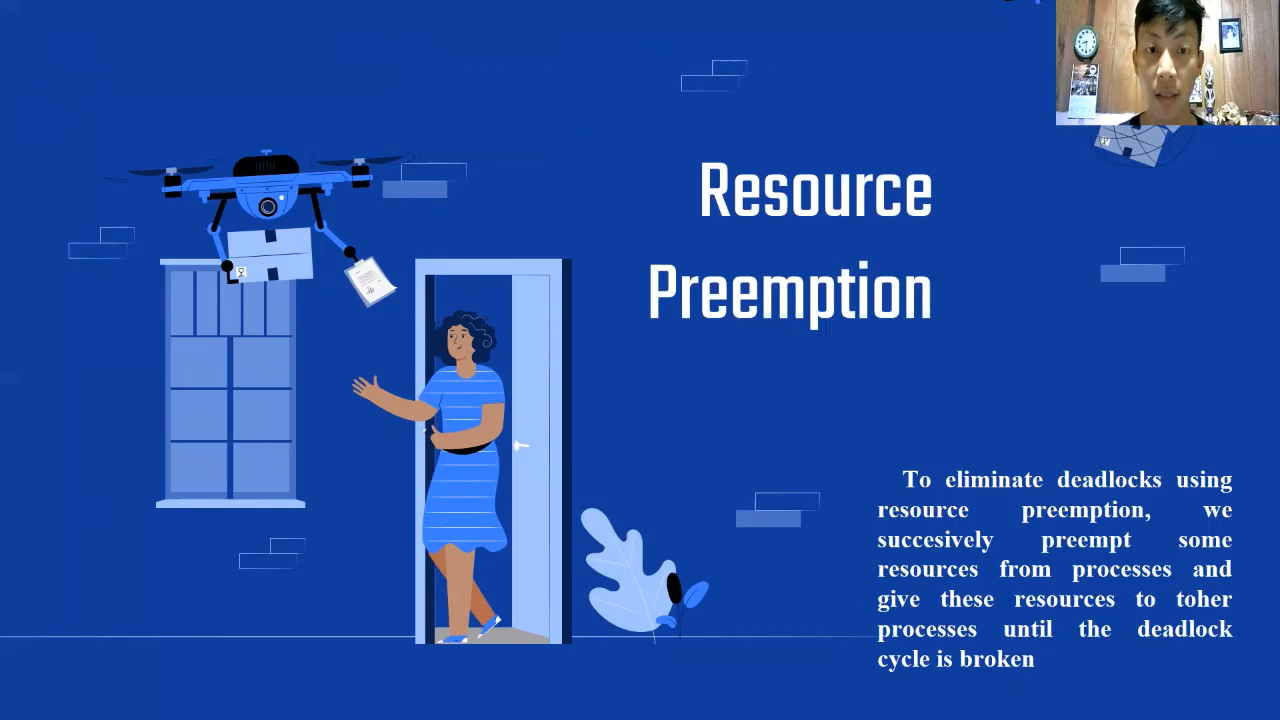 Resource
Preemption
To eliminate deadlocks using
resource preemption, we
succesively preempt some
resources from processes and
give these resources to toher
processes until the deadlock
cycle is broken